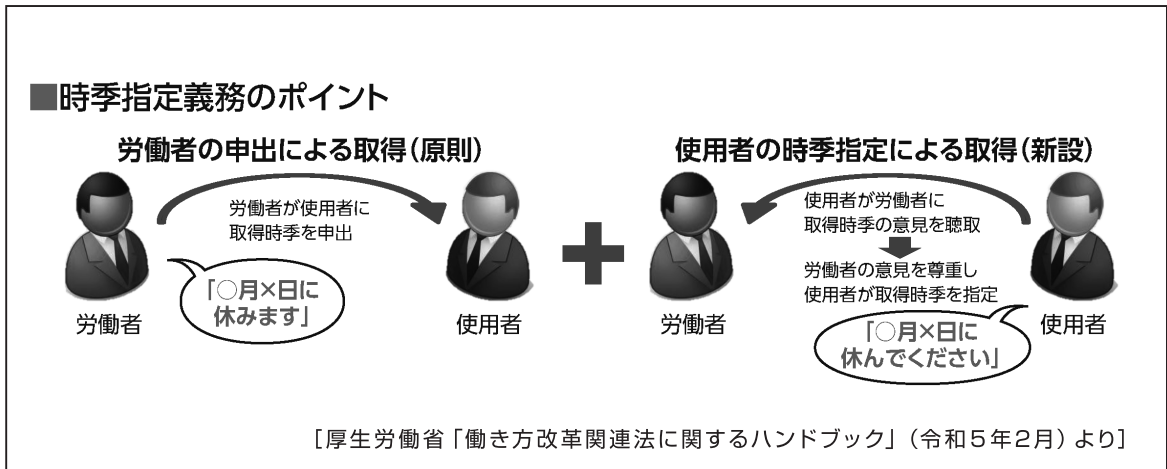 ■時季指定義務のポイント
労働者の申出による取得(原則)
労働者が使用者に
取得時季を申出
「○月×日に
休みます」
労働者
使用者
使用者の時季指定による取得(新設)
使用者が労働者に
取得時季の意見を聴取
労働者の意見を尊重し
使用者が取得時季を指定
「○月×日に
休んでください」
労働者
使用者
[厚生労働省「働き方改革関連法に関するハンドブック」(令和5年2月)より]